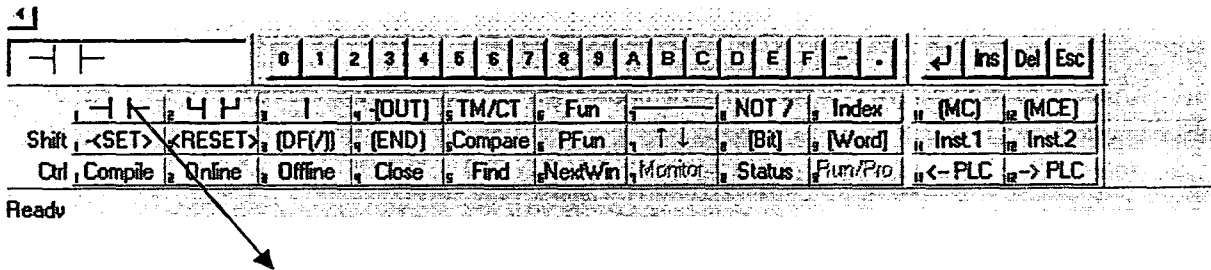 0 1 2 3 4 5 6 7 8 9 A B C D E F - . Ins Del Esc
1 2 3 4 -[OUT] 5 TM/CT 6 Fun 7 8 NOT / 9 Index 11 (MC) 12 (MCE)
Shift 1 -<SET> 2 <RESET> 3 (DF(/)) 4 (END) 5 Compare 6 PFun 7 ↑ ↓ 8 [Bit] 9 [Word] 11 Inst.1 12 Inst.2
Ctrl 1 Compile 2 Online 3 Offline 4 Close 5 Find 6 NextWin 7 Monitor 8 Status 9 Run/Pro 11 <- PLC 12 -> PLC
Ready